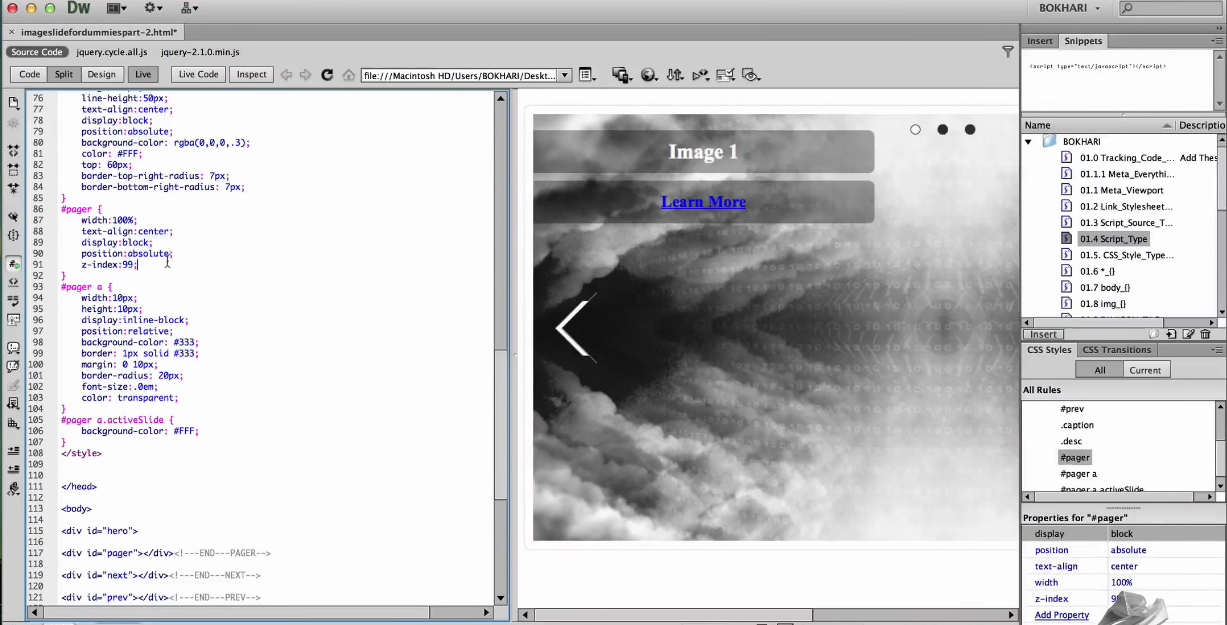 Dw
BOKHARI
imageslidefordummiespart-2.html*
Source Code
jquery.cycle.all.js
jquery-2.1.0.min.js
Code
Split
Design
Live
Live Code
Inspect
file:///Macintosh HD/Users/BOKHARI/Deskt...
76 line-height:50px;
77 text-align:center;
78 display:block;
79 position:absolute;
80 background-color: rgba(0,0,0,.3);
81 color: #FFF;
82 top: 60px;
83 border-top-right-radius: 7px;
84 border-bottom-right-radius: 7px;
85 }
86 #pager {
87 width:100%;
88 text-align:center;
89 display:block;
90 position:absolute;
91 z-index:99;
92 }
93 #pager a {
94 width:10px;
95 height:10px;
96 display:inline-block;
97 position:relative;
98 background-color: #333;
99 border: 1px solid #333;
100 margin: 0 10px;
101 border-radius: 20px;
102 font-size:.0em;
103 color: transparent;
104 }
105 #pager a.activeSlide {
106 background-color: #FFF;
107 }
108 </style>
109
110
111 </head>
112
113 <body>
114
115 <div id="hero">
116
117 <div id="pager"></div><!---END---PAGER-->
118
119 <div id="next"></div><!---END---NEXT-->
120
121 <div id="prev"></div><!---END---PREV-->
Image 1
Learn More
Insert
Snippets
<script type="text/javascript"></script>
Name
Descriptio
BOKHARI
01.0 Tracking_Code_... Add Thes
01.1.1 Meta_Everythi...
01.1 Meta_Viewport
01.2 Link_Stylesheet...
01.3 Script_Source_T...
01.4 Script_Type
01.5. CSS_Style_Type...
01.6 *_{}
01.7 body_{}
01.8 img_{}
Insert
CSS Styles
CSS Transitions
All
Current
All Rules
#prev
.caption
.desc
#pager
#pager a
#pager a.activeSlide
Properties for "#pager"
display block
position absolute
text-align center
width 100%
z-index
Add Property